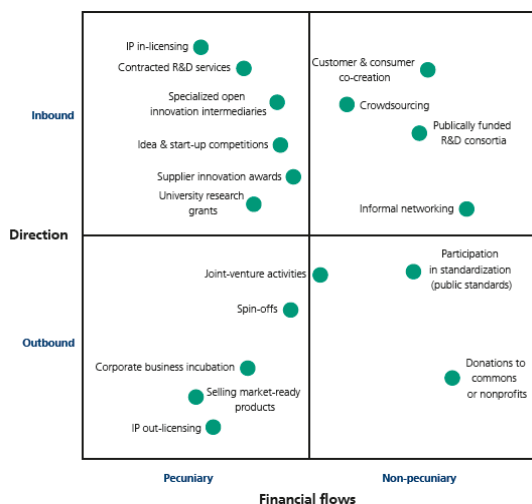 IP in-licensing
Contracted R&D services
Specialized open
innovation intermediaries
Idea & start-up competitions
Supplier innovation awards
University research
grants
Customer & consumer
co-creation
Crowdsourcing
Publically funded
R&D consortia
Informal networking
Inbound
Direction
Outbound
Joint-venture activities
Spin-offs
Corporate business incubation
Selling market-ready
products
IP out-licensing
Participation
in standardization
(public standards)
Donations to
commons
or nonprofits
Pecuniary
Non-pecuniary
Financial flows